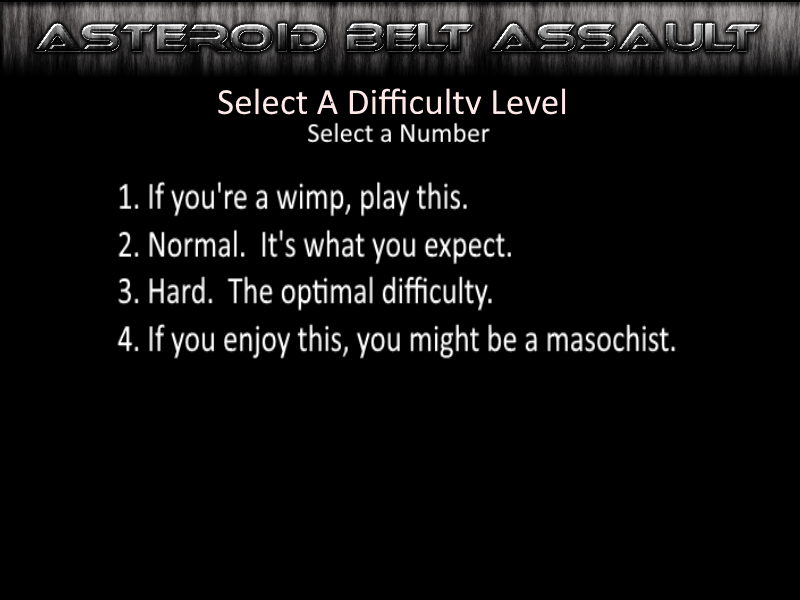 ASTEROID BELT ASSAULT
Select A Difficulty Level
Select a Number
1. If you're a wimp, play this.
2. Normal.  It's what you expect.
3. Hard.  The optimal difficulty.
4. If you enjoy this, you might be a masochist.